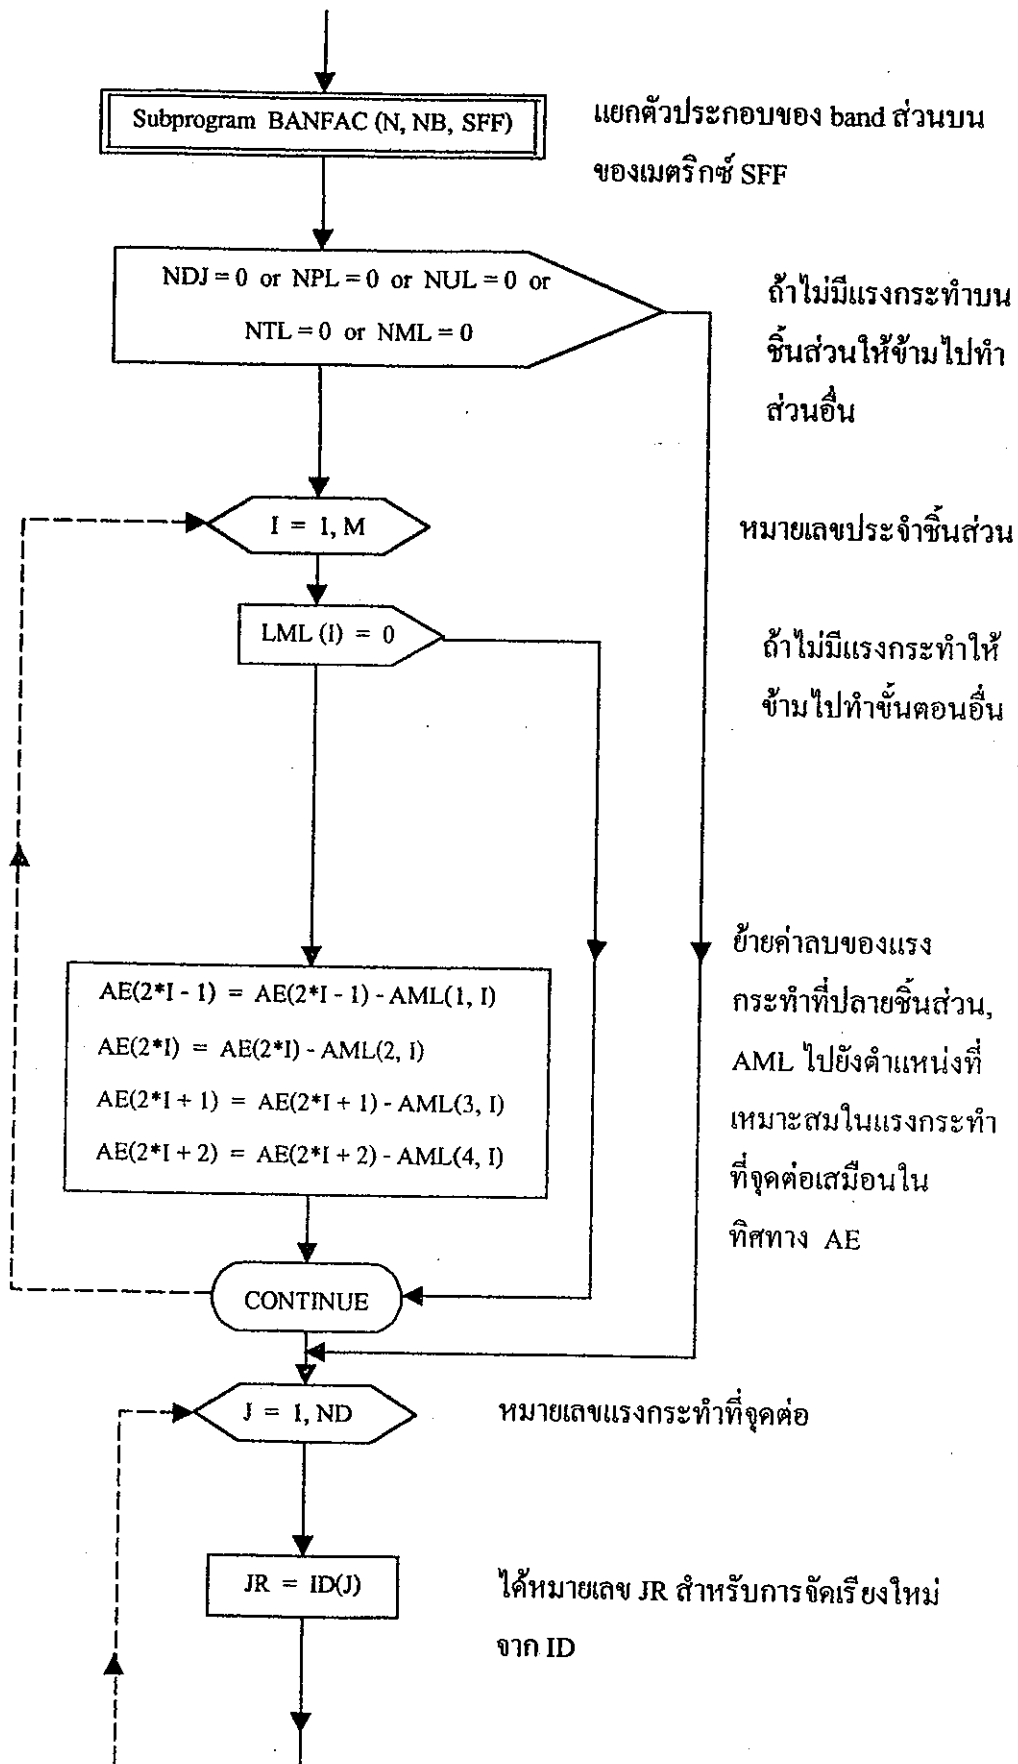 Subprogram BANFAC (N, NB, SFF)
แยกตัวประกอบของ band ส่วนบน
ของเมตริกซ์ SFF
NDJ = 0 or NPL = 0 or NUL = 0 or
NTL = 0 or NML = 0
ถ้าไม่มีแรงกระทำบน
ชิ้นส่วนให้ข้ามไปทำ
ส่วนอื่น
I = 1, M
หมายเลขประจำชิ้นส่วน
LML (I) = 0
ถ้าไม่มีแรงกระทำให้
ข้ามไปทำขั้นตอนอื่น
AE(2*I - 1) = AE(2*I - 1) - AML(1, I)
AE(2*I) = AE(2*I) - AML(2, I)
AE(2*I + 1) = AE(2*I + 1) - AML(3, I)
AE(2*I + 2) = AE(2*I + 2) - AML(4, I)
ย้ายค่าลบของแรง
กระทำที่ปลายชิ้นส่วน,
AML ไปยังตำแหน่งที่
เหมาะสมในแรงกระทำ
ที่จุดต่อเสมือนใน
ทิศทาง AE
CONTINUE
J = 1, ND
หมายเลขแรงกระทำที่จุดต่อ
JR = ID(J)
ได้หมายเลข JR สำหรับการจัดเรียงใหม่
จาก ID